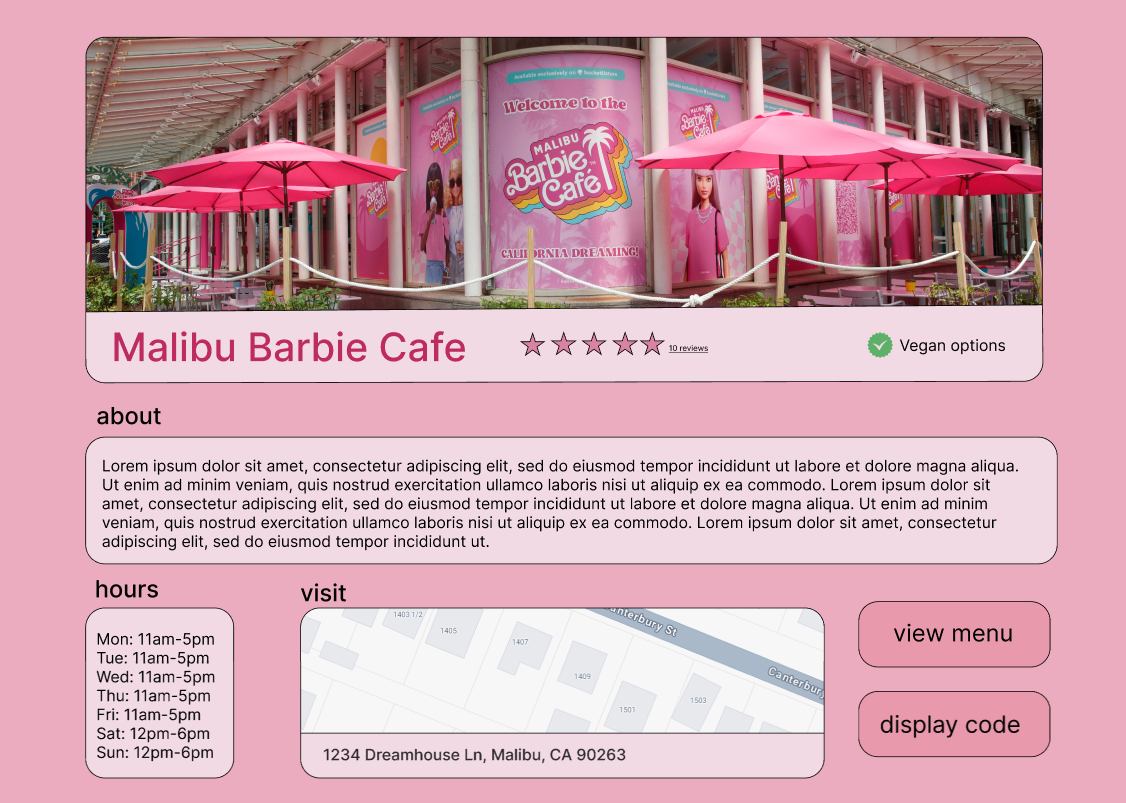 Available exclusively on
Welcome to the
MALIBU
Barbie
Café
TM
CALIFORNIA DREAMING!
MALIBU
Barbie
Café
MALIBU
Barbie
Café
Malibu Barbie Cafe
10 reviews
Vegan options
about
Lorem ipsum dolor sit amet, consectetur adipiscing elit, sed do eiusmod tempor incididunt ut labore et dolore magna aliqua.
Ut enim ad minim veniam, quis nostrud exercitation ullamco laboris nisi ut aliquip ex ea commodo. Lorem ipsum dolor sit
amet, consectetur adipiscing elit, sed do eiusmod tempor incididunt ut labore et dolore magna aliqua. Ut enim ad minim
veniam, quis nostrud exercitation ullamco laboris nisi ut aliquip ex ea commodo. Lorem ipsum dolor sit amet, consectetur
adipiscing elit, sed do eiusmod tempor incididunt ut.
hours
Mon: 11am-5pm
Tue: 11am-5pm
Wed: 11am-5pm
Thu: 11am-5pm
Fri: 11am-5pm
Sat: 12pm-6pm
Sun: 12pm-6pm
visit
1403 1/2
1405
1407
1409
1501
1503
anterbury St
Canterbury
1234 Dreamhouse Ln, Malibu, CA 90263
view menu
display code